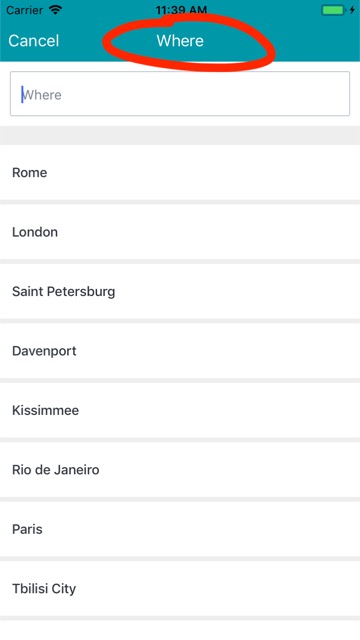 Carrier 11:39 AM
Cancel Where
Where
Rome
London
Saint Petersburg
Davenport
Kissimmee
Rio de Janeiro
Paris
Tbilisi City